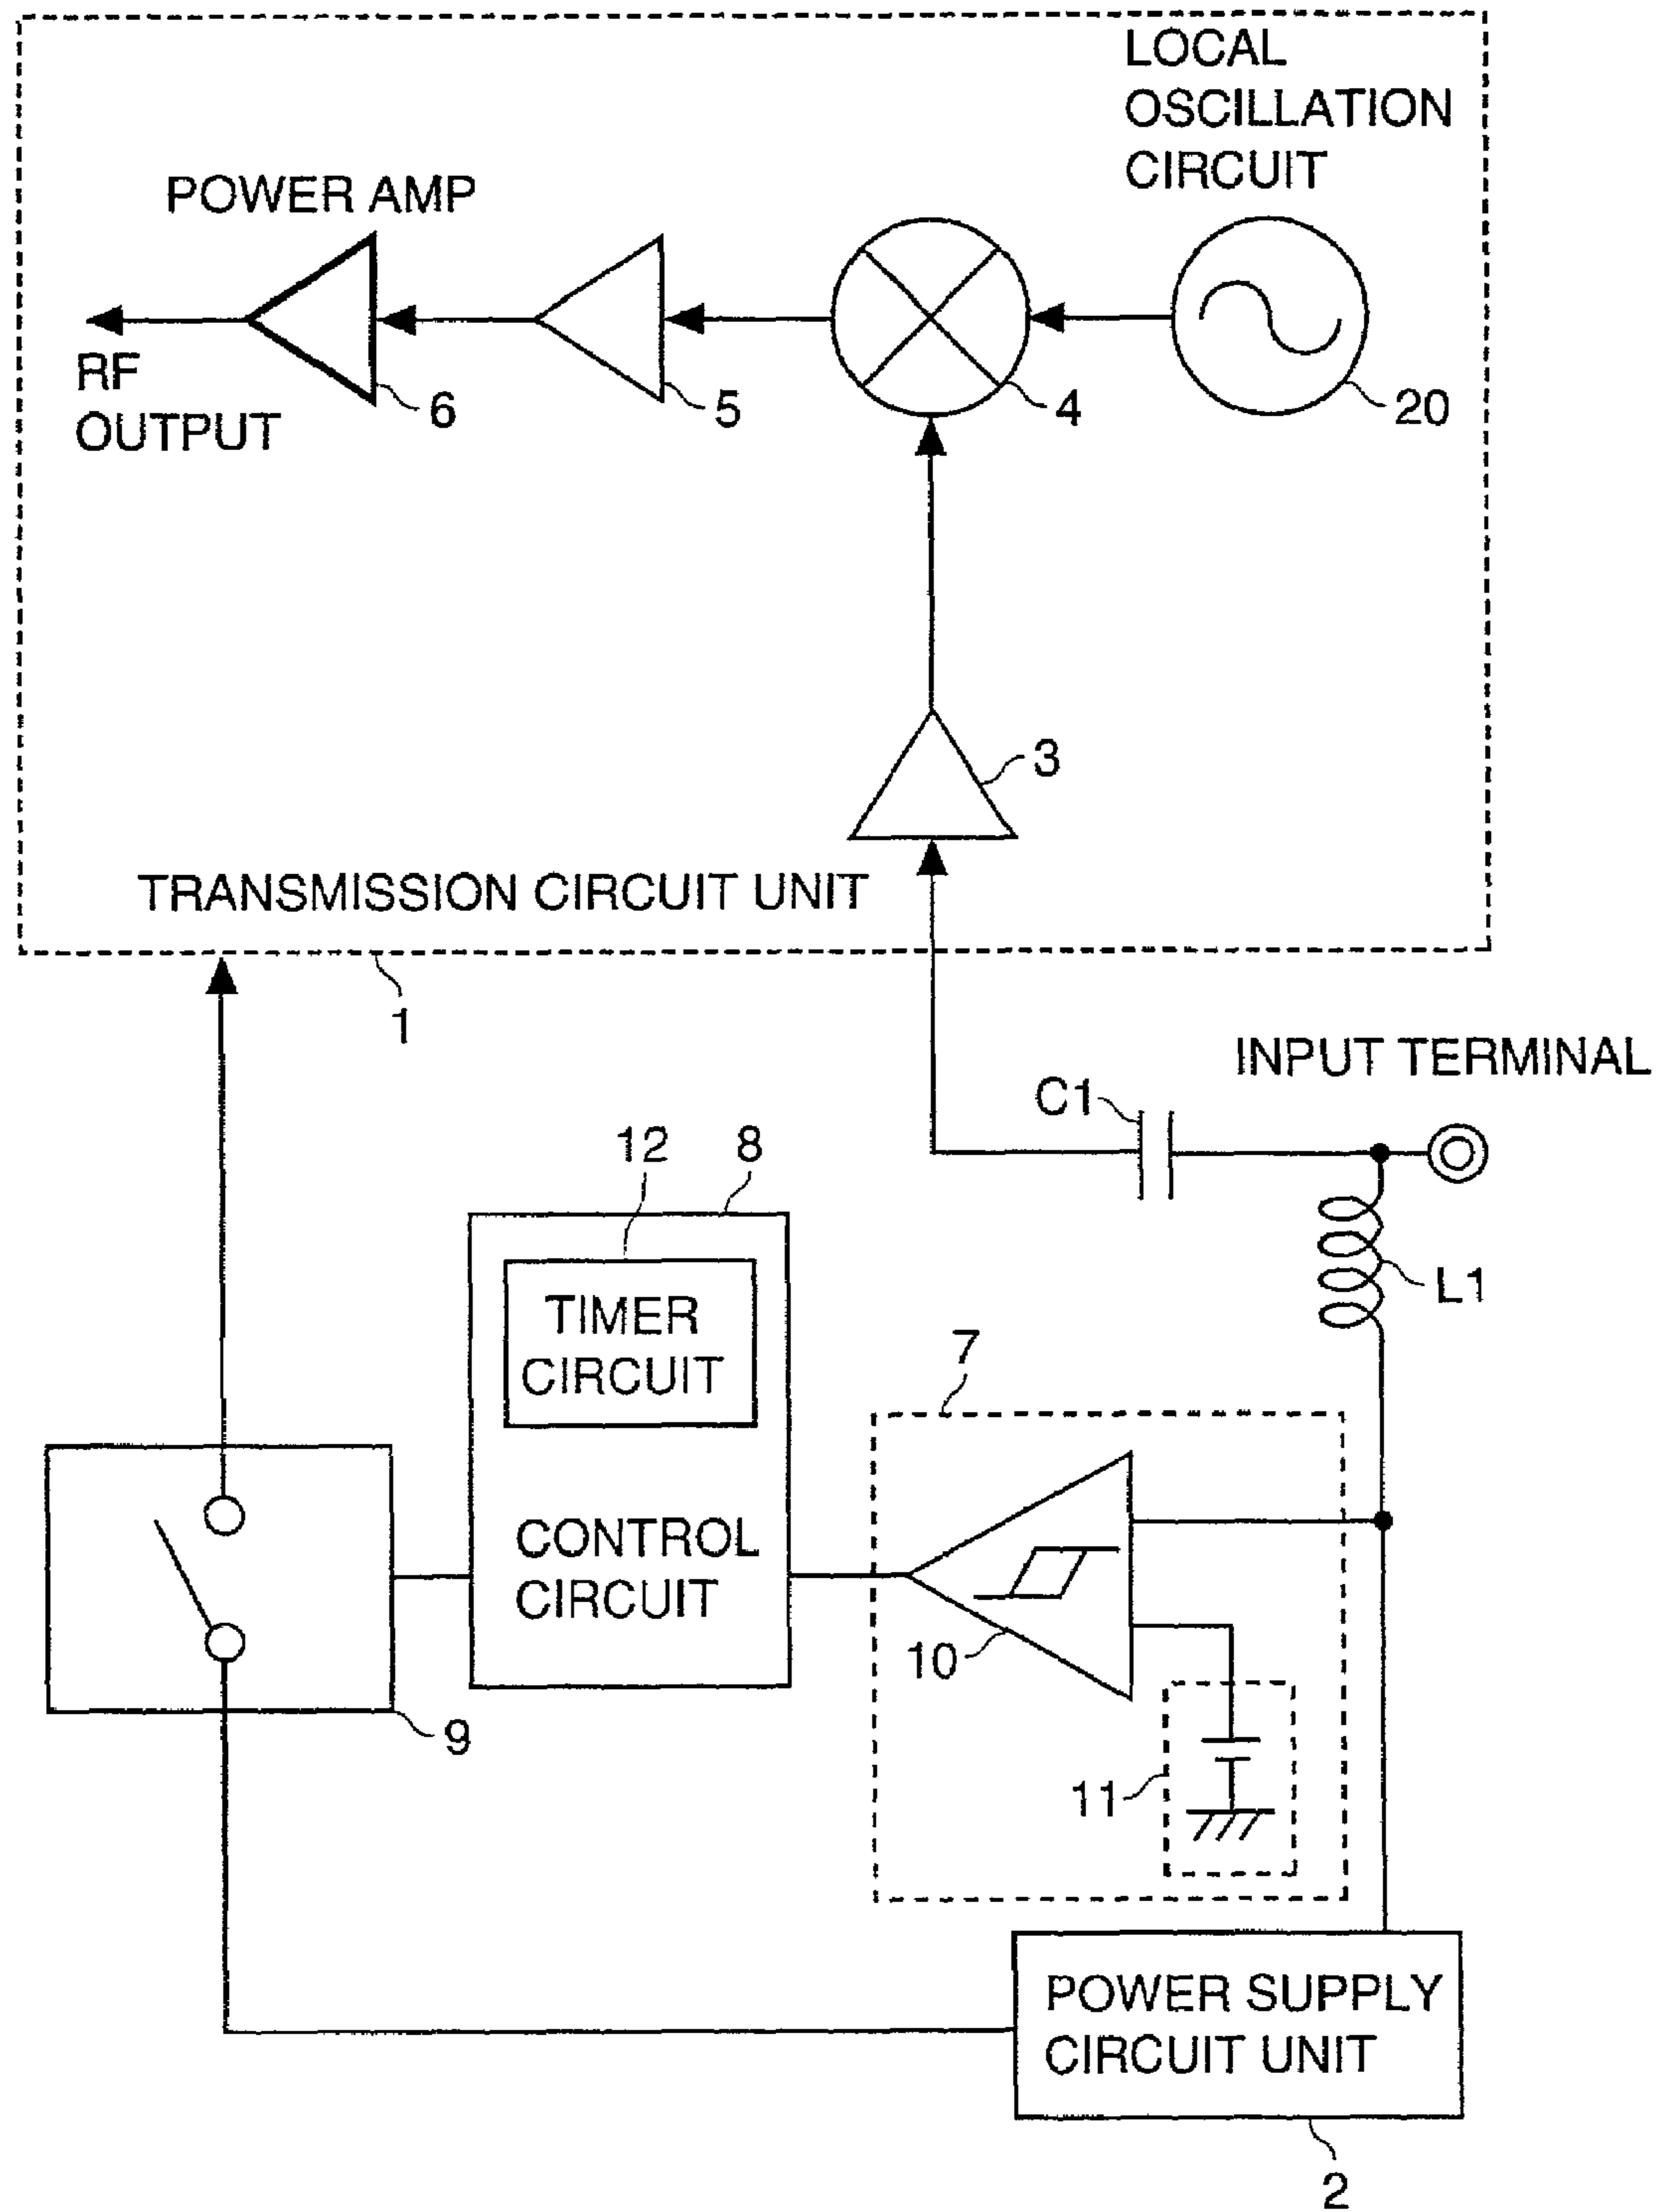 LOCAL
OSCILLATION
CIRCUIT
POWER AMP
RF
OUTPUT
6
5
4
20
3
TRANSMISSION CIRCUIT UNIT
1
INPUT TERMINAL
C1
12
8
L1
TIMER
CIRCUIT
7
CONTROL
CIRCUIT
10
9
11
POWER SUPPLY
CIRCUIT UNIT
2